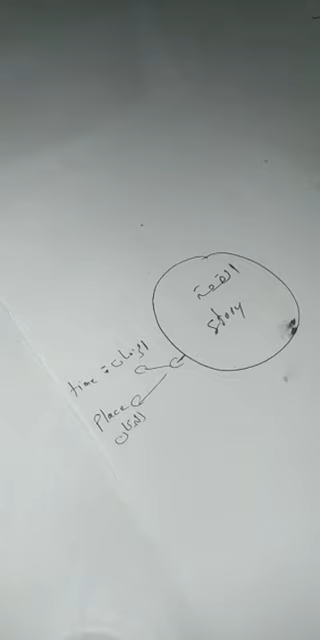 القصة
story
time : الزمان
place
المكان